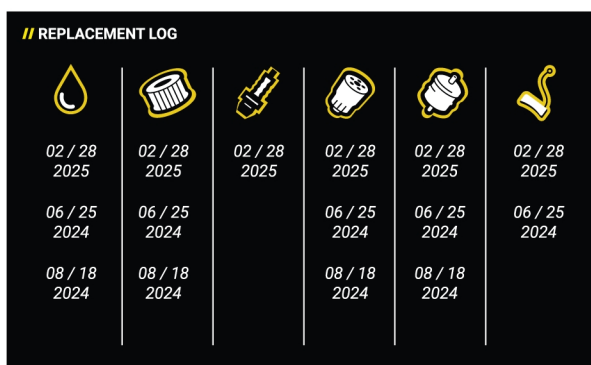 // REPLACEMENT LOG
02 / 28 02 / 28 02 / 28 02 / 28 02 / 28 02 / 28
2025 2025 2025 2025 2025 2025
06 / 25 06 / 25 06 / 25 06 / 25 06 / 25
2024 2024 2024 2024 2024
08 / 18 08 / 18 08 / 18 08 / 18
2024 2024 2024 2024